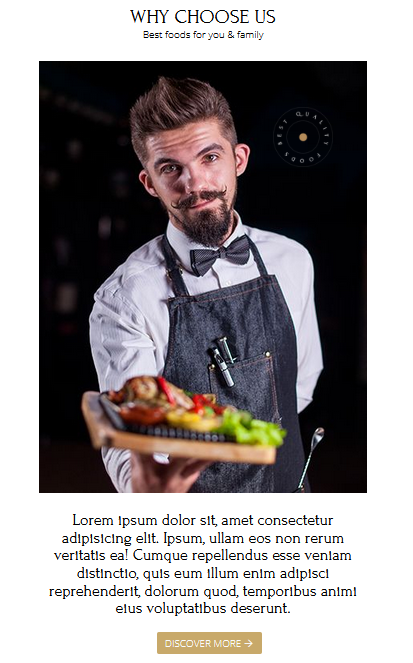 WHY CHOOSE US
Best foods for you & family
BEST QUALITY FOODS
Lorem ipsum dolor sit, amet consectetur
adipisicing elit. Ipsum, ullam eos non rerum
veritatis ea! Cumque repellendus esse veniam
distinctio, quis eum illum enim adipisci
reprehenderit, dolorum quod, temporibus animi
eius voluptatibus deserunt.
DISCOVER MORE →